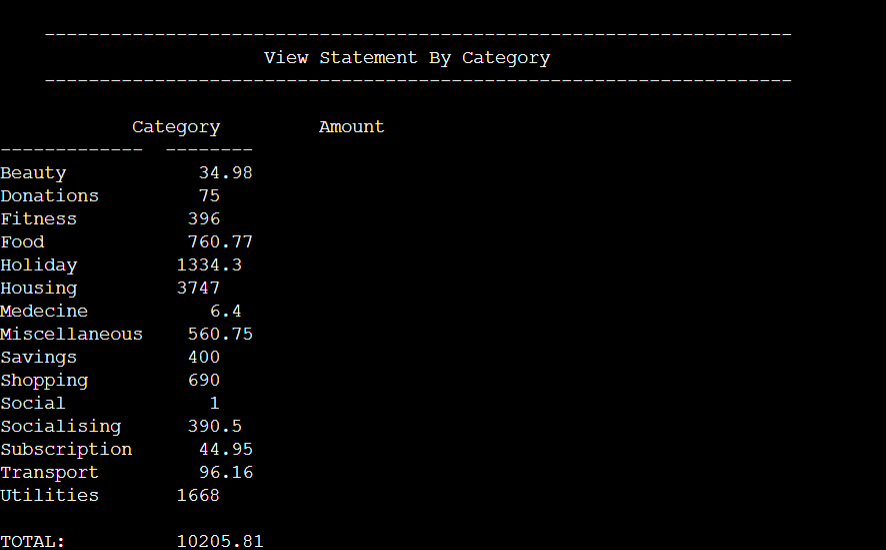 --------------------------------------------------------------------
View Statement By Category
--------------------------------------------------------------------
Category Amount
------------- --------
Beauty 34.98
Donations 75
Fitness 396
Food 760.77
Holiday 1334.3
Housing 3747
Medecine 6.4
Miscellaneous 560.75
Savings 400
Shopping 690
Social 1
Socialising 390.5
Subscription 44.95
Transport 96.16
Utilities 1668
TOTAL: 10205.81